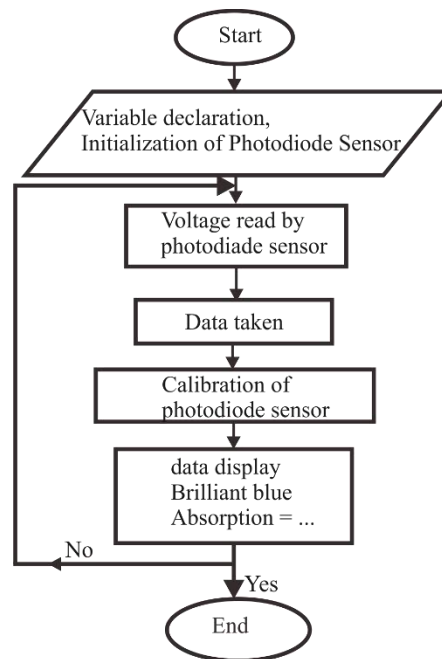 Start
Variable declaration,
Initialization of Photodiode Sensor
Voltage read by
photodiade sensor
Data taken
Calibration of
photodiode sensor
data display
Brilliant blue
Absorption = ...
No
Yes
End